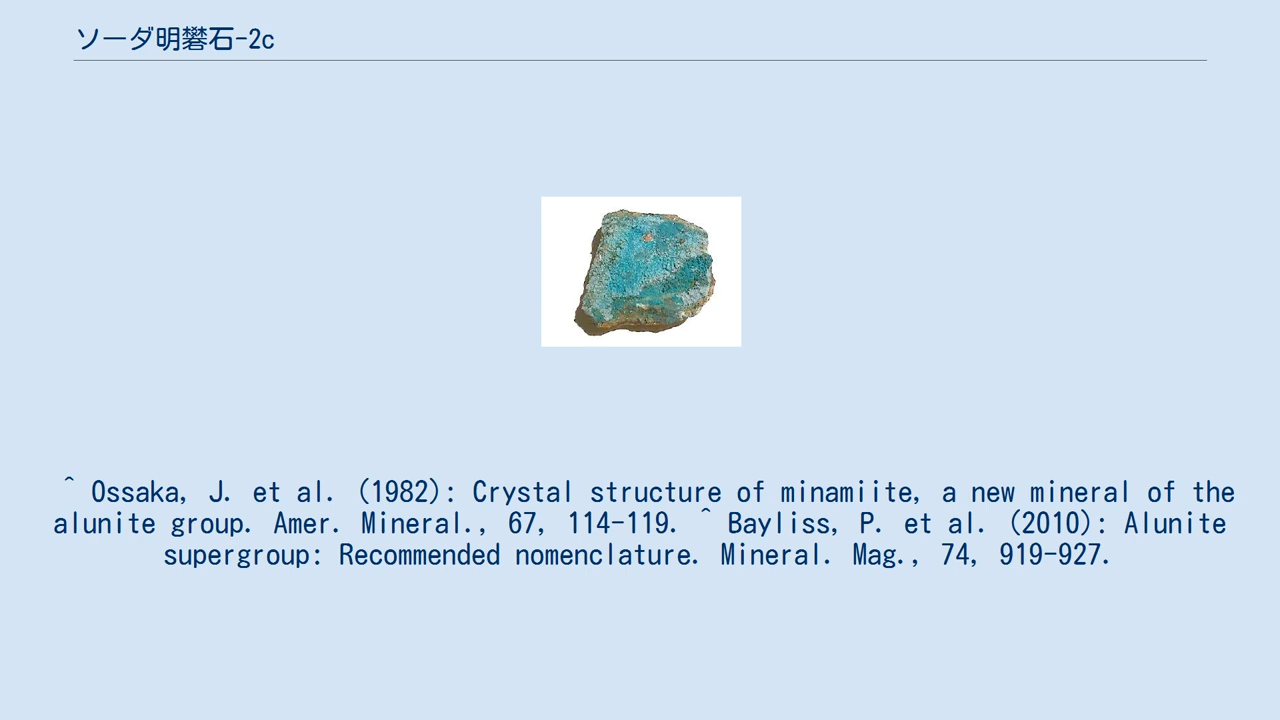 ソーダ明礬石-2c
^ Ossaka, J. et al. (1982): Crystal structure of minamiite, a new mineral of the
alunite group. Amer. Mineral., 67, 114-119. ^ Bayliss, P. et al. (2010): Alunite
supergroup: Recommended nomenclature. Mineral. Mag., 74, 919-927.